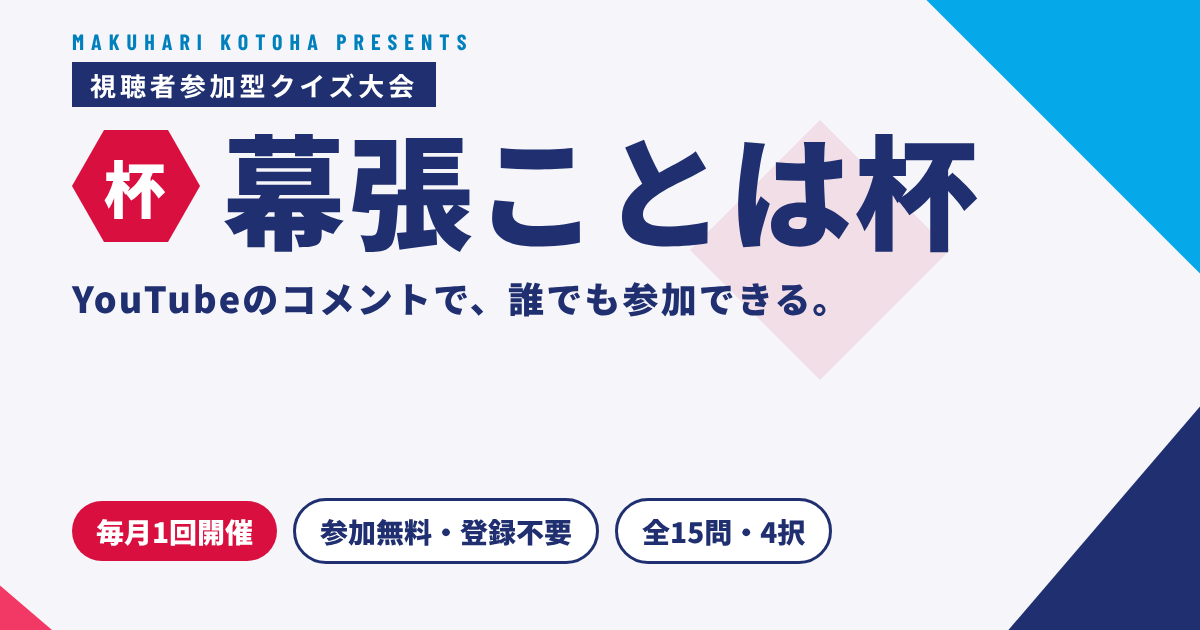 MAKUHARI KOTOHA PRESENTS
視聴者参加型クイズ大会
杯
幕張ことは杯
YouTubeのコメントで、誰でも参加できる。
毎月1回開催
参加無料・登録不要
全15問・4択